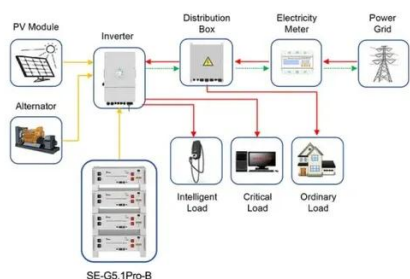 PV Module
Inverter
Distribution
Box
Electricity
Meter
Power
Grid
Alternator
Intelligent
Load
Critical
Load
Ordinary
Load
SE-G5.1Pro-B